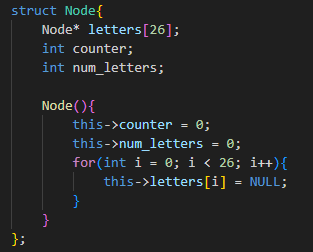 struct Node{
    Node* letters[26];
    int counter;
    int num_letters;

    Node(){
        this->counter = 0;
        this->num_letters = 0;
        for(int i = 0; i < 26; i++){
            this->letters[i] = NULL;
        }
    }
};